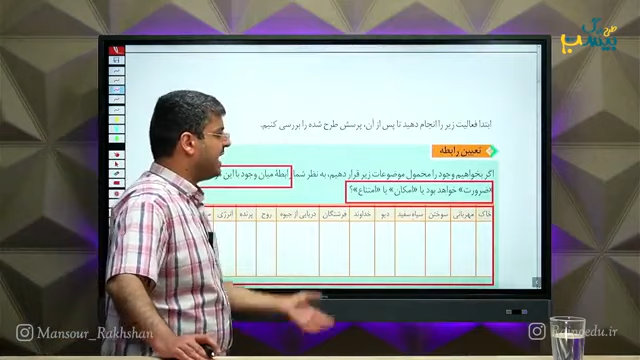 ابتدا فعالیت زیر را انجام دهید تا پس از آن، پرسش طرح شده را بررسی کنیم.
تعیین رابطه
اگر بخواهیم وجود را محمول موضوعات زیر قرار دهیم، به نظر شما رابطهٔ میان وجود با این
«ضرورت» خواهد بود یا «امکان» یا «امتناع»؟
خاک مهربانی سوختن سیاه سفید دیو خداوند فرشتگان دریایی از جیوه روح پرنده انرژی
Mansour_Rakhshan